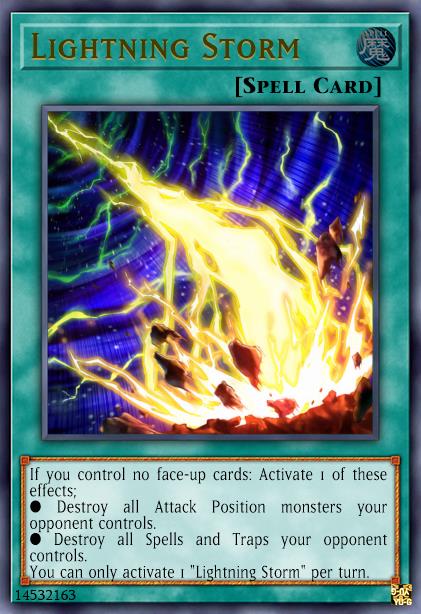 Lightning Storm
魔
[Spell Card]
If you control no face-up cards: Activate 1 of these
effects;
● Destroy all Attack Position monsters your
opponent controls.
● Destroy all Spells and Traps your opponent
controls.
You can only activate 1 "Lightning Storm" per turn.
14532163